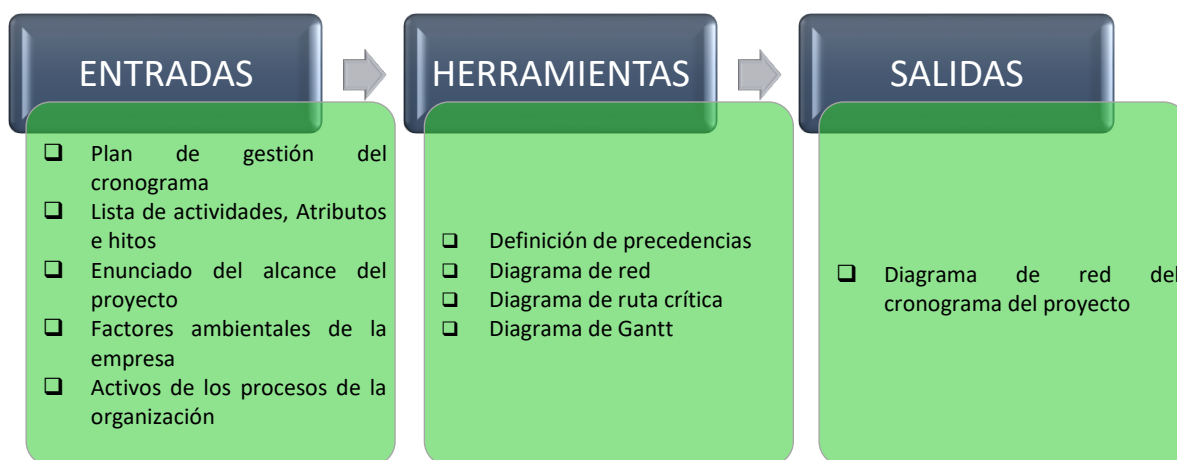 ENTRADAS
❑ Plan de gestión del
cronograma
❑ Lista de actividades, Atributos
e hitos
❑ Enunciado del alcance del
proyecto
❑ Factores ambientales de la
empresa
❑ Activos de los procesos de la
organización
HERRAMIENTAS
❑ Definición de precedencias
❑ Diagrama de red
❑ Diagrama de ruta crítica
❑ Diagrama de Gantt
SALIDAS
❑ Diagrama de red del
cronograma del proyecto